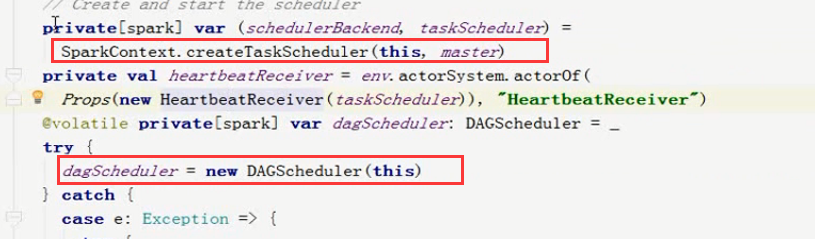 // Create and start the scheduler
private[spark] var (schedulerBackend, taskScheduler) =
SparkContext.createTaskScheduler(this, master)
private val heartbeatReceiver = env.actorSystem.actorOf(
Props(new HeartbeatReceiver(taskScheduler)), "HeartbeatReceiver")
@volatile private[spark] var dagScheduler: DAGScheduler = _
try {
dagScheduler = new DAGScheduler(this)
} catch {
case e: Exception => {